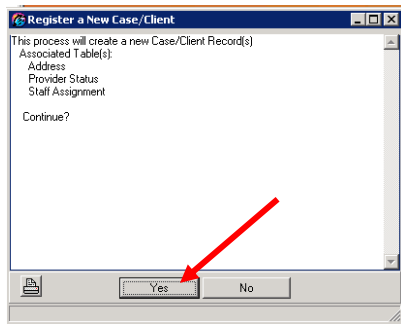 Register a New Case/Client
This process will create a new Case/Client Record(s)
Associated Table(s):
Address
Provider Status
Staff Assignment
Continue?
Yes
No